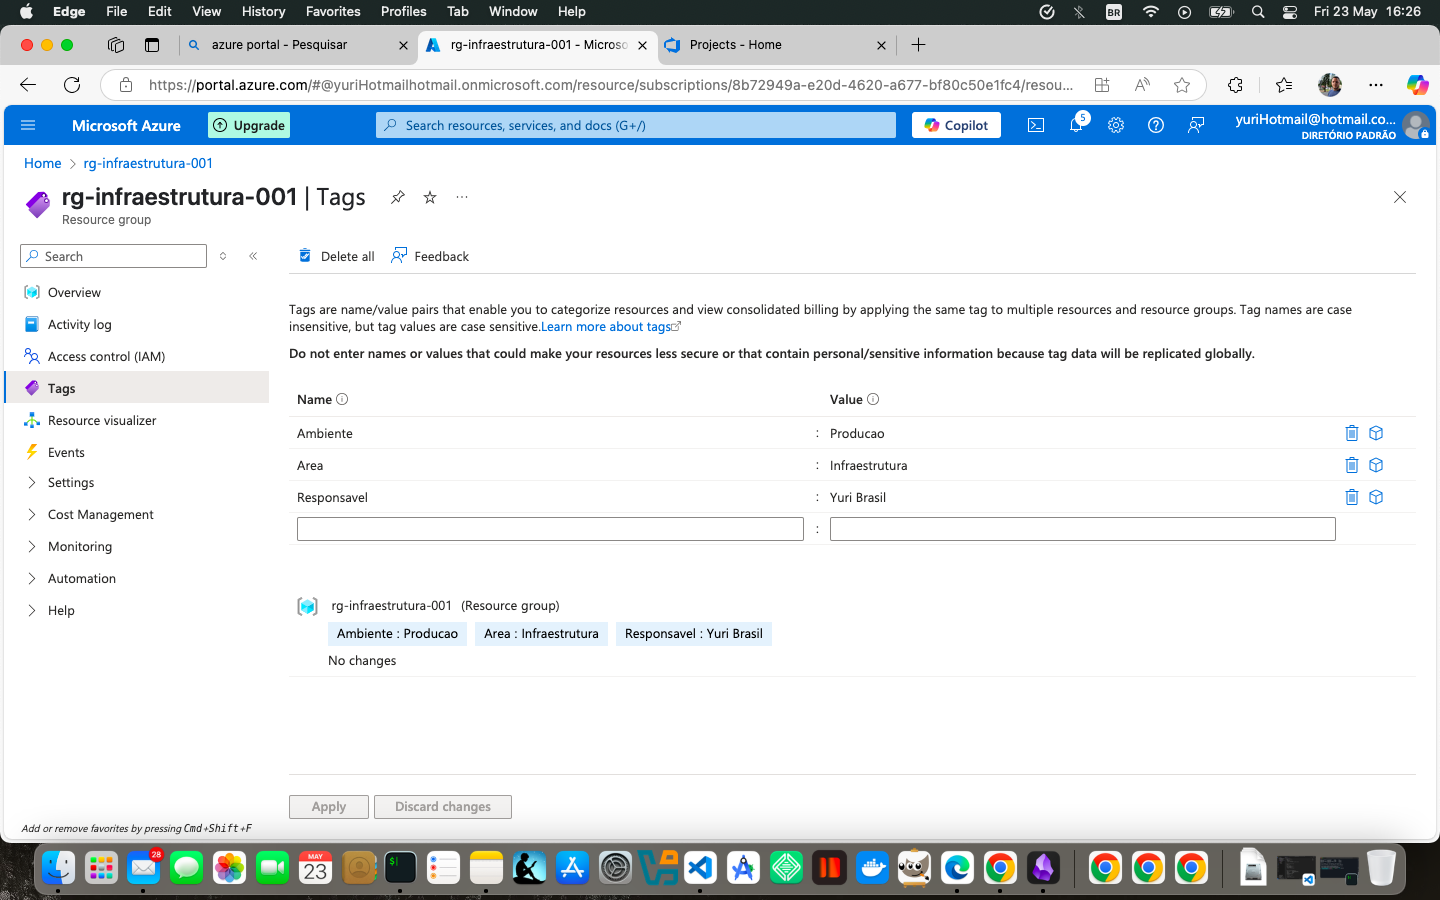 Edge File Edit View History Favorites Profiles Tab Window Help BR Fri 23 May 16:26
azure portal - Pesquisar rg-infraestrutura-001 - Microso Projects - Home
https://portal.azure.com/#@yuriHotmailhotmail.onmicrosoft.com/resource/subscriptions/8b72949a-e20d-4620-a677-bf80c50e1fc4/resou...
Microsoft Azure Upgrade Search resources, services, and docs (G+/) Copilot 5 yuriHotmail@hotmail.co...
DIRETÓRIO PADRÃO
Home > rg-infraestrutura-001
rg-infraestrutura-001 | Tags
Resource group
Search
Delete all Feedback
Overview
Activity log
Access control (IAM)
Tags
Resource visualizer
Events
Settings
Cost Management
Monitoring
Automation
Help
Tags are name/value pairs that enable you to categorize resources and view consolidated billing by applying the same tag to multiple resources and resource groups. Tag names are case
insensitive, but tag values are case sensitive.Learn more about tags
Do not enter names or values that could make your resources less secure or that contain personal/sensitive information because tag data will be replicated globally.
Name Value
Ambiente : Producao
Area : Infraestrutura
Responsavel : Yuri Brasil
:
rg-infraestrutura-001 (Resource group)
Ambiente : Producao Area : Infraestrutura Responsavel : Yuri Brasil
No changes
Apply Discard changes
Add or remove favorites by pressing Cmd+Shift+F
28
MAY
23
$